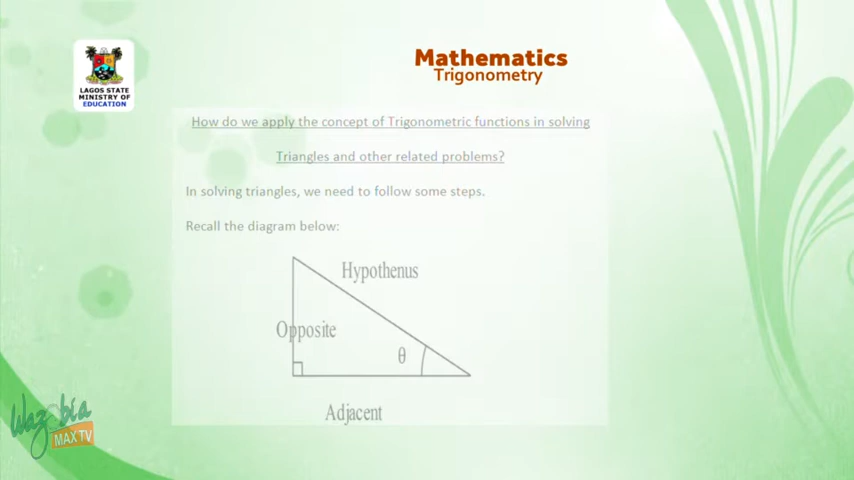 LAGOS STATE
MINISTRY OF
EDUCATION
Mathematics
Trigonometry
How do we apply the concept of Trigonometric functions in solving
Triangles and other related problems?
In solving triangles, we need to follow some steps.
Recall the diagram below:
Hypothenus
Opposite
θ
Adjacent
Wazobia
MAX TV